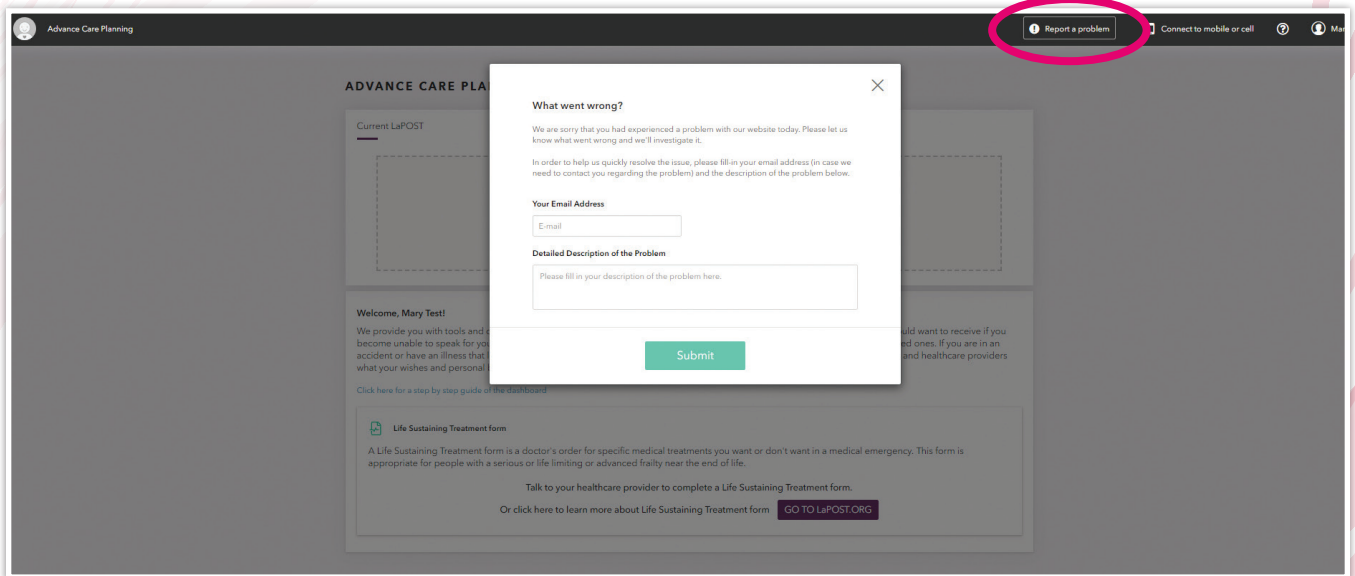 Advance Care Planning
Report a problem
Connect to mobile or cell
Mar
ADVANCE CARE PLA
Current LaPOST
What went wrong?
We are sorry that you had experienced a problem with our website today. Please let us
know what went wrong and we'll investigate it.
In order to help us quickly resolve the issue, please fill-in your email address (in case we
need to contact you regarding the problem) and the description of the problem below.
Your Email Address
E-mail
Detailed Description of the Problem
Please fill in your description of the problem here.
Submit
Welcome, Mary Test!
We provide you with tools and uld want to receive if you
become unable to speak for you ed ones. If you are in an
accident or have an illness that and healthcare providers
what your wishes and personal
Click here for a step by step guide of the dashboard
Life Sustaining Treatment form
A Life Sustaining Treatment form is a doctor's order for specific medical treatments you want or don't want in a medical emergency. This form is
appropriate for people with a serious or life limiting or advanced frailty near the end of life.
Talk to your healthcare provider to complete a Life Sustaining Treatment form.
Or click here to learn more about Life Sustaining Treatment form GO TO LaPOST.ORG